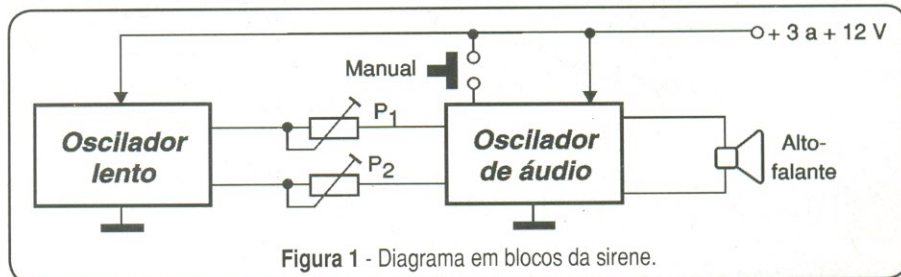 + 3 a + 12 V
Manual
P1
Oscilador
lento
Oscilador
de áudio
Alto-
falante
P2
Figura 1 - Diagrama em blocos da sirene.